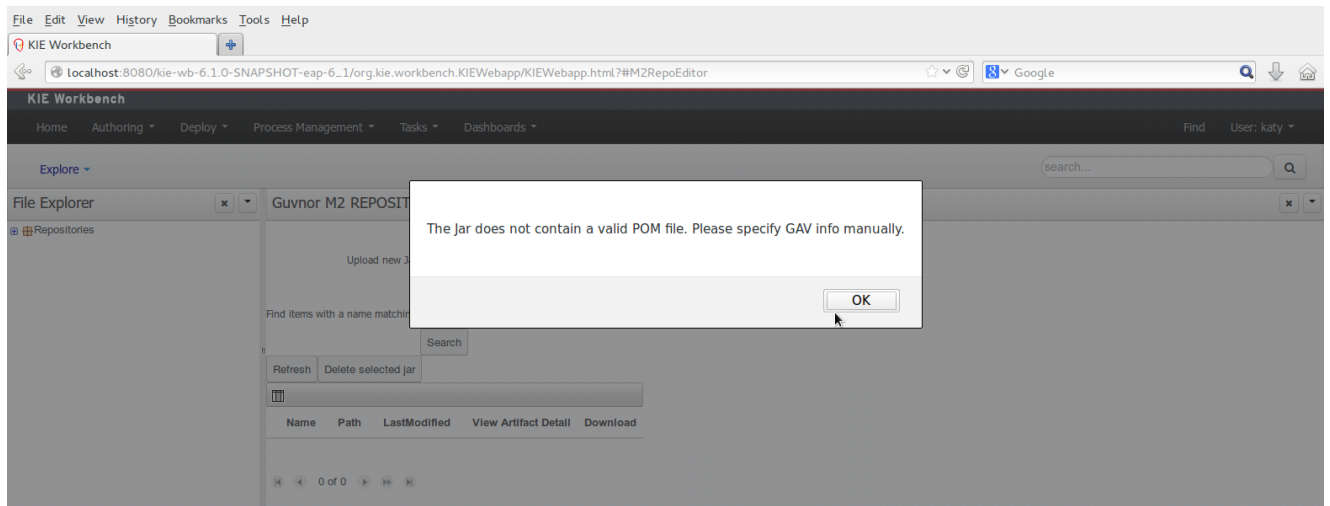 File Edit View History Bookmarks Tools Help
KIE Workbench
localhost:8080/kie-wb-6.1.0-SNAPSHOT-eap-6_1/org.kie.workbench.KIEWebapp/KIEWebapp.html?#M2RepoEditor Google
KIE Workbench
Home Authoring Deploy Process Management Tasks Dashboards Find User: katy
Explore search...
File Explorer Guvnor M2 REPOSIT
Repositories
The Jar does not contain a valid POM file. Please specify GAV info manually.
Upload new J
OK
Find items with a name matchin
Search
Refresh Delete selected jar
Name Path LastModified View Artifact Detail Download
0 of 0